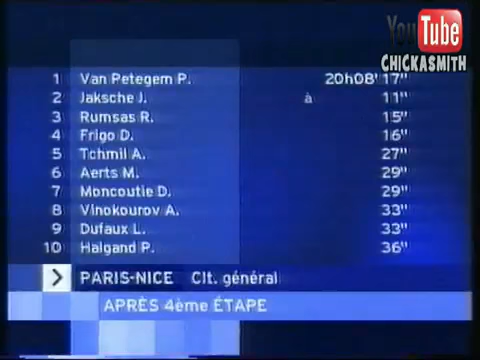 YouTube
CHICKASMITH
1 Van Petegem P. 20h08'17"
2 Jaksche J. à 11"
3 Rumsas R. 15"
4 Frigo D. 16"
5 Tchmil A. 27"
6 Aerts M. 29"
7 Moncoutie D. 29"
8 Vinokourov A. 33"
9 Dufaux L. 33"
10 Halgand P. 36"
PARIS-NICE Clt. général
APRÈS 4ème ÉTAPE